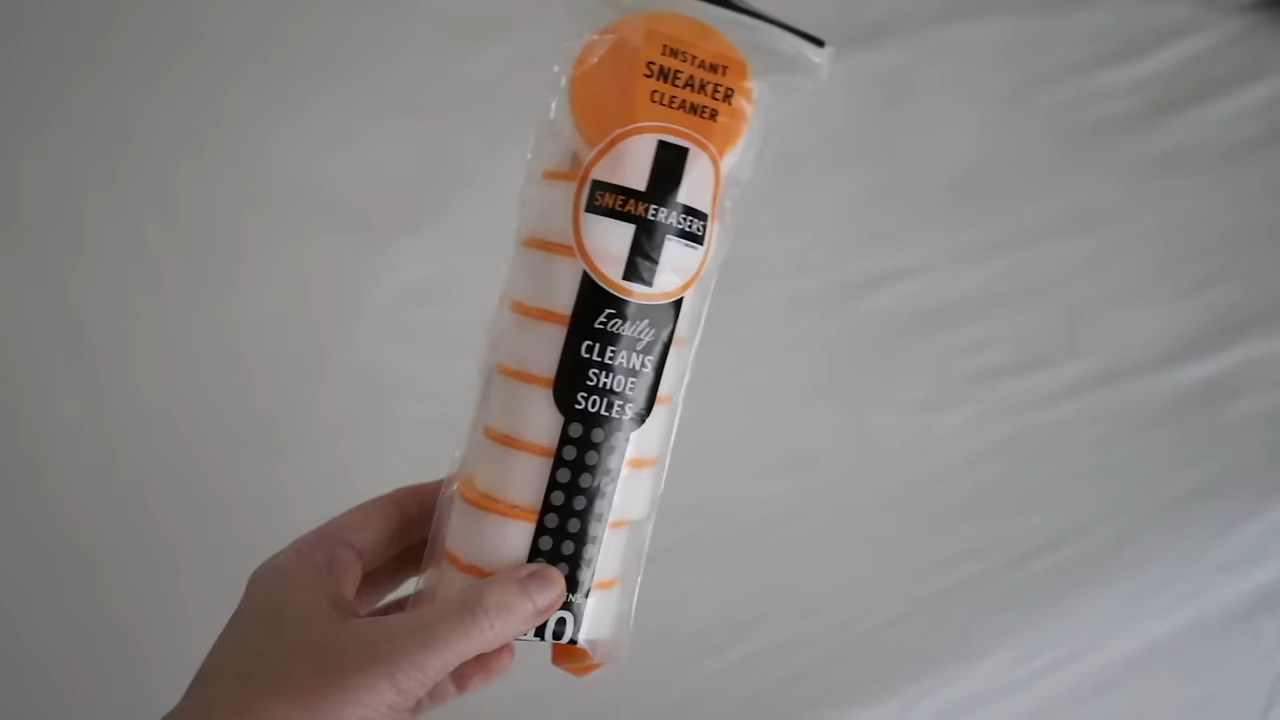 INSTANT
SNEAKER
CLEANER
SNEAKERASERS
Easily
CLEANS
SHOE
SOLES
10